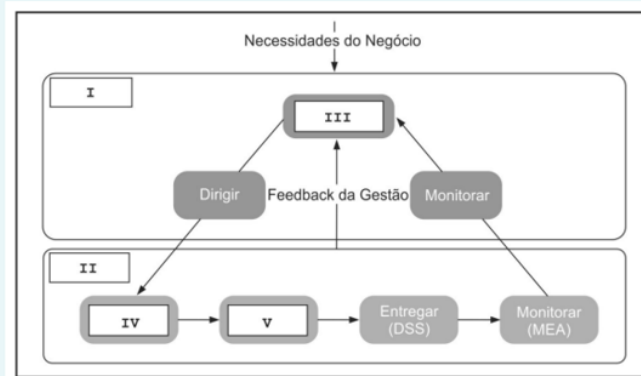 Necessidades do Negócio
I
III
Dirigir
Feedback da Gestão
Monitorar
II
IV
V
Entregar
(DSS)
Monitorar
(MEA)